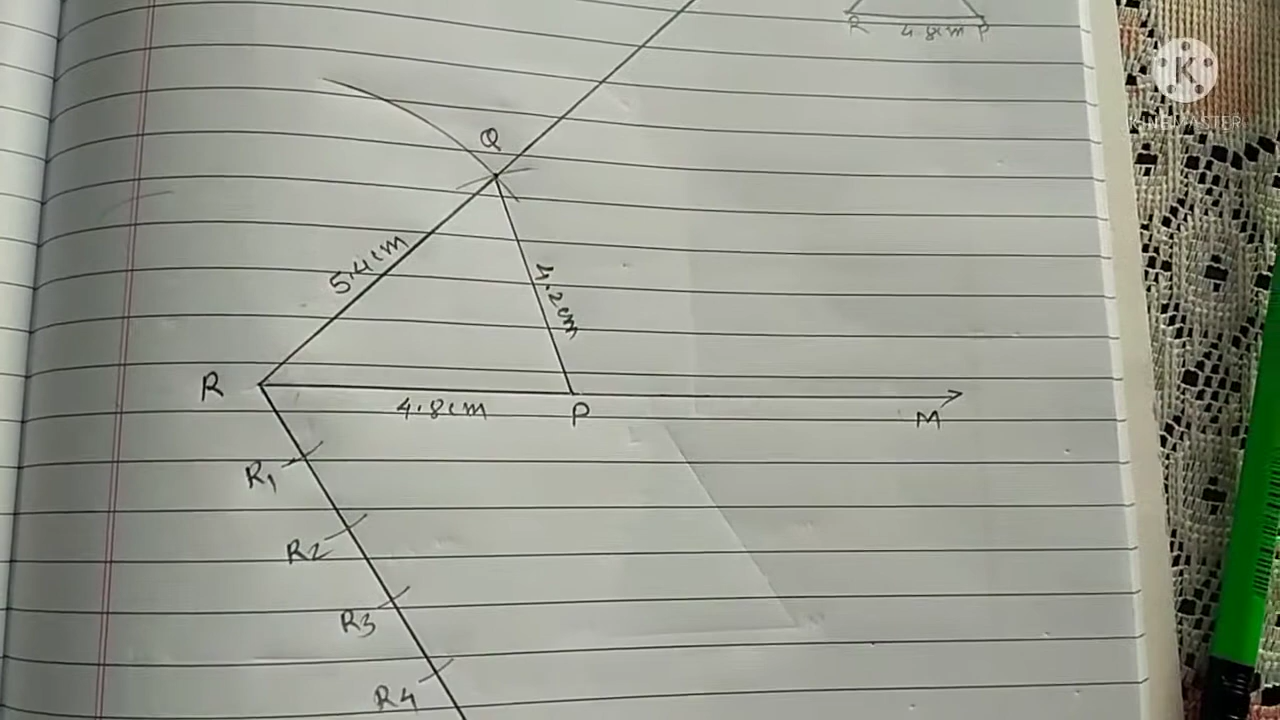 R 4.8cm P
K
KINEMASTER
Q
5.4cm
4.2cm
R
4.8cm
P
M
R1
R2
R3
R4